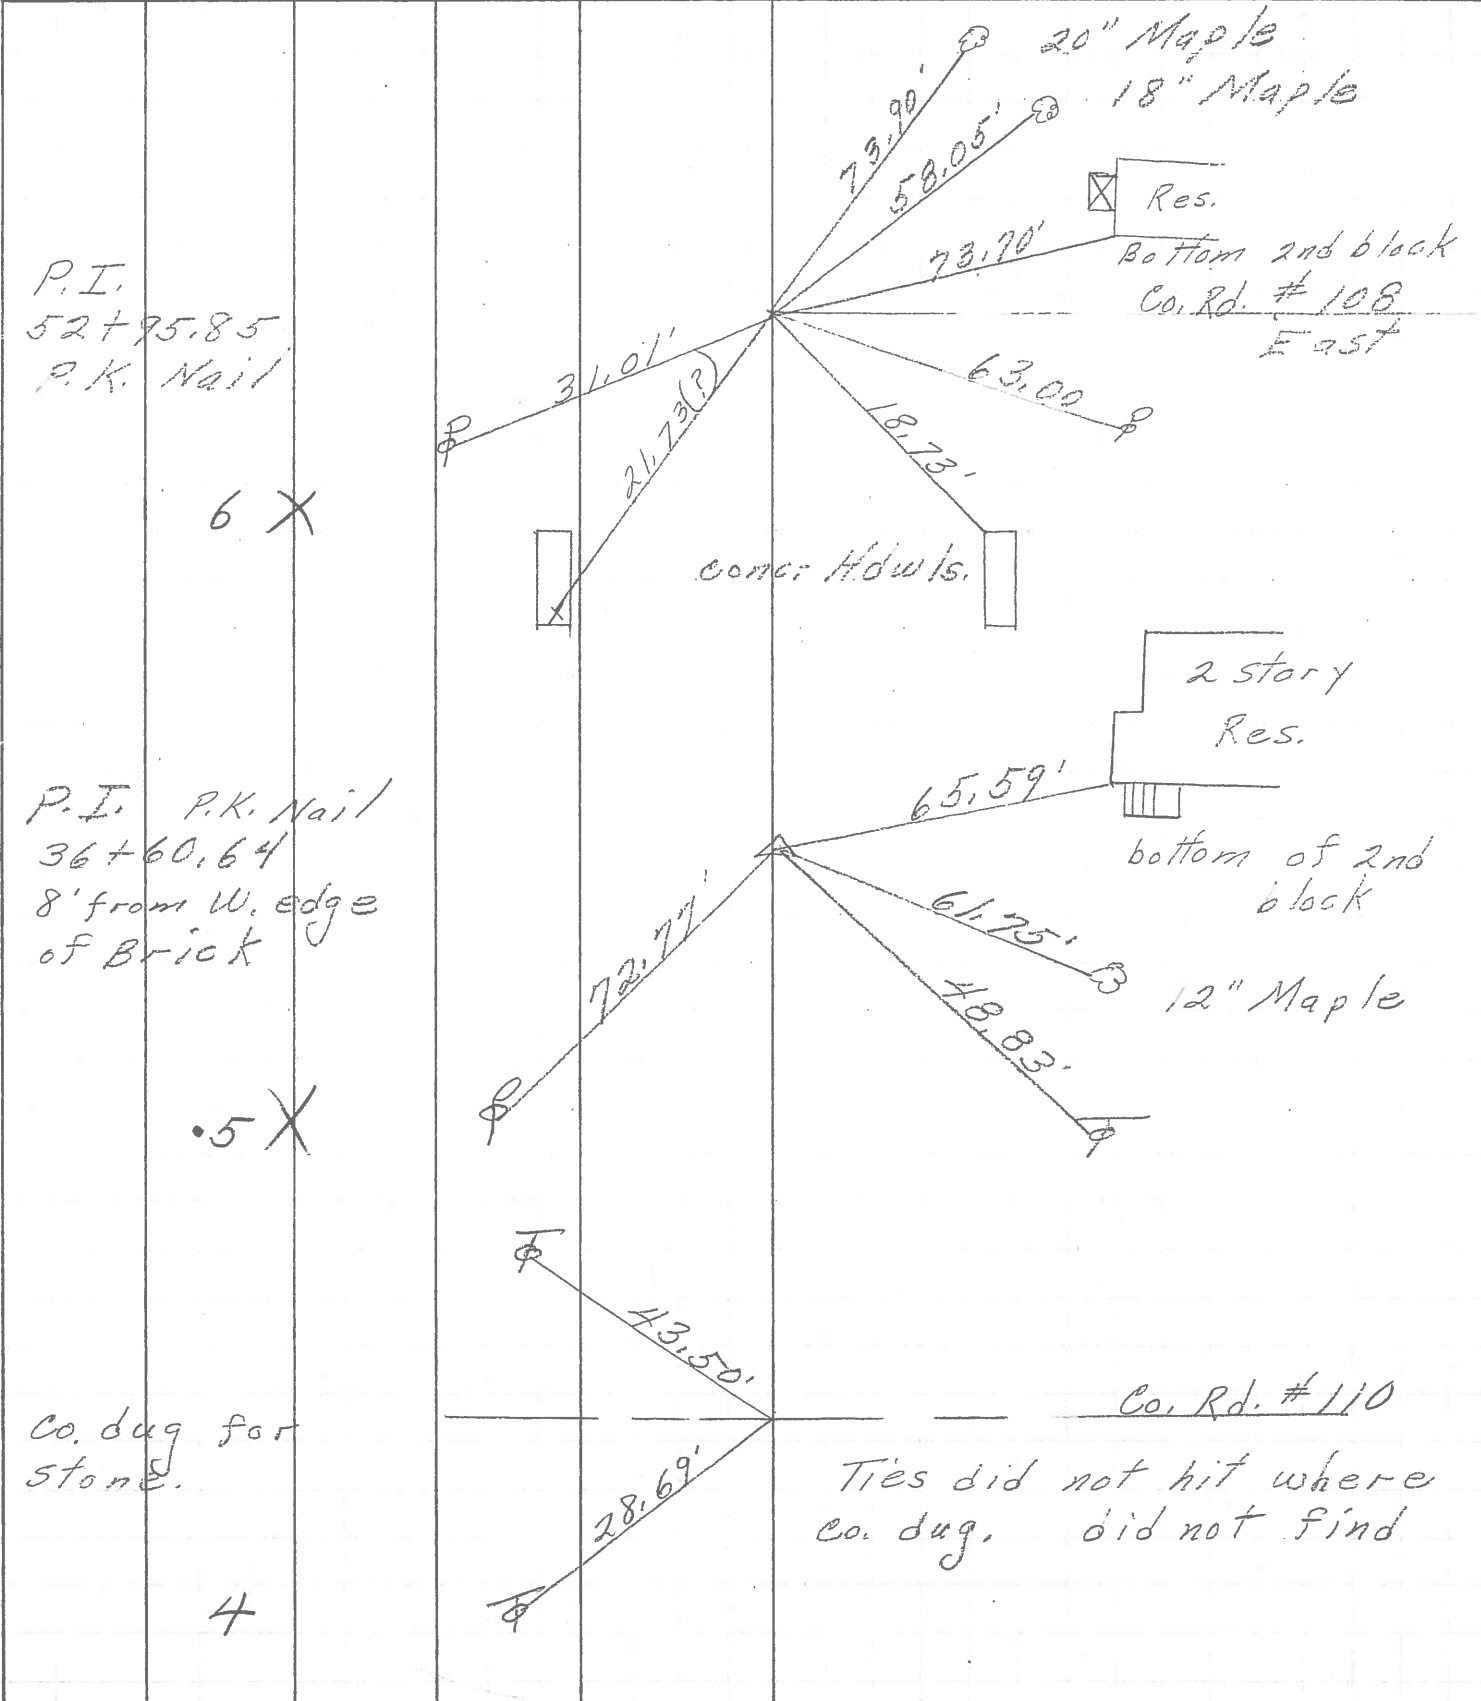 20" Maple
18" Maple
73.90'
58.05'
Res.
73.70'
Bottom 2nd block
Co. Rd. # 108
East
P.I.
52+95.85
P.K. Nail
31.01'
21.73(?)
63.00
18.73'
6 X
conc. Hdwls.
2 story
Res.
65.59'
P.I. P.K. Nail
36+60.64
8' from W. edge
of Brick
bottom of 2nd
block
61.75'
72.77'
12" Maple
48.83'
.5 X
43.50'
Co. Rd. # 110
Co. dug for
stone.
28.69'
Ties did not hit where
co. dug. did not find
4